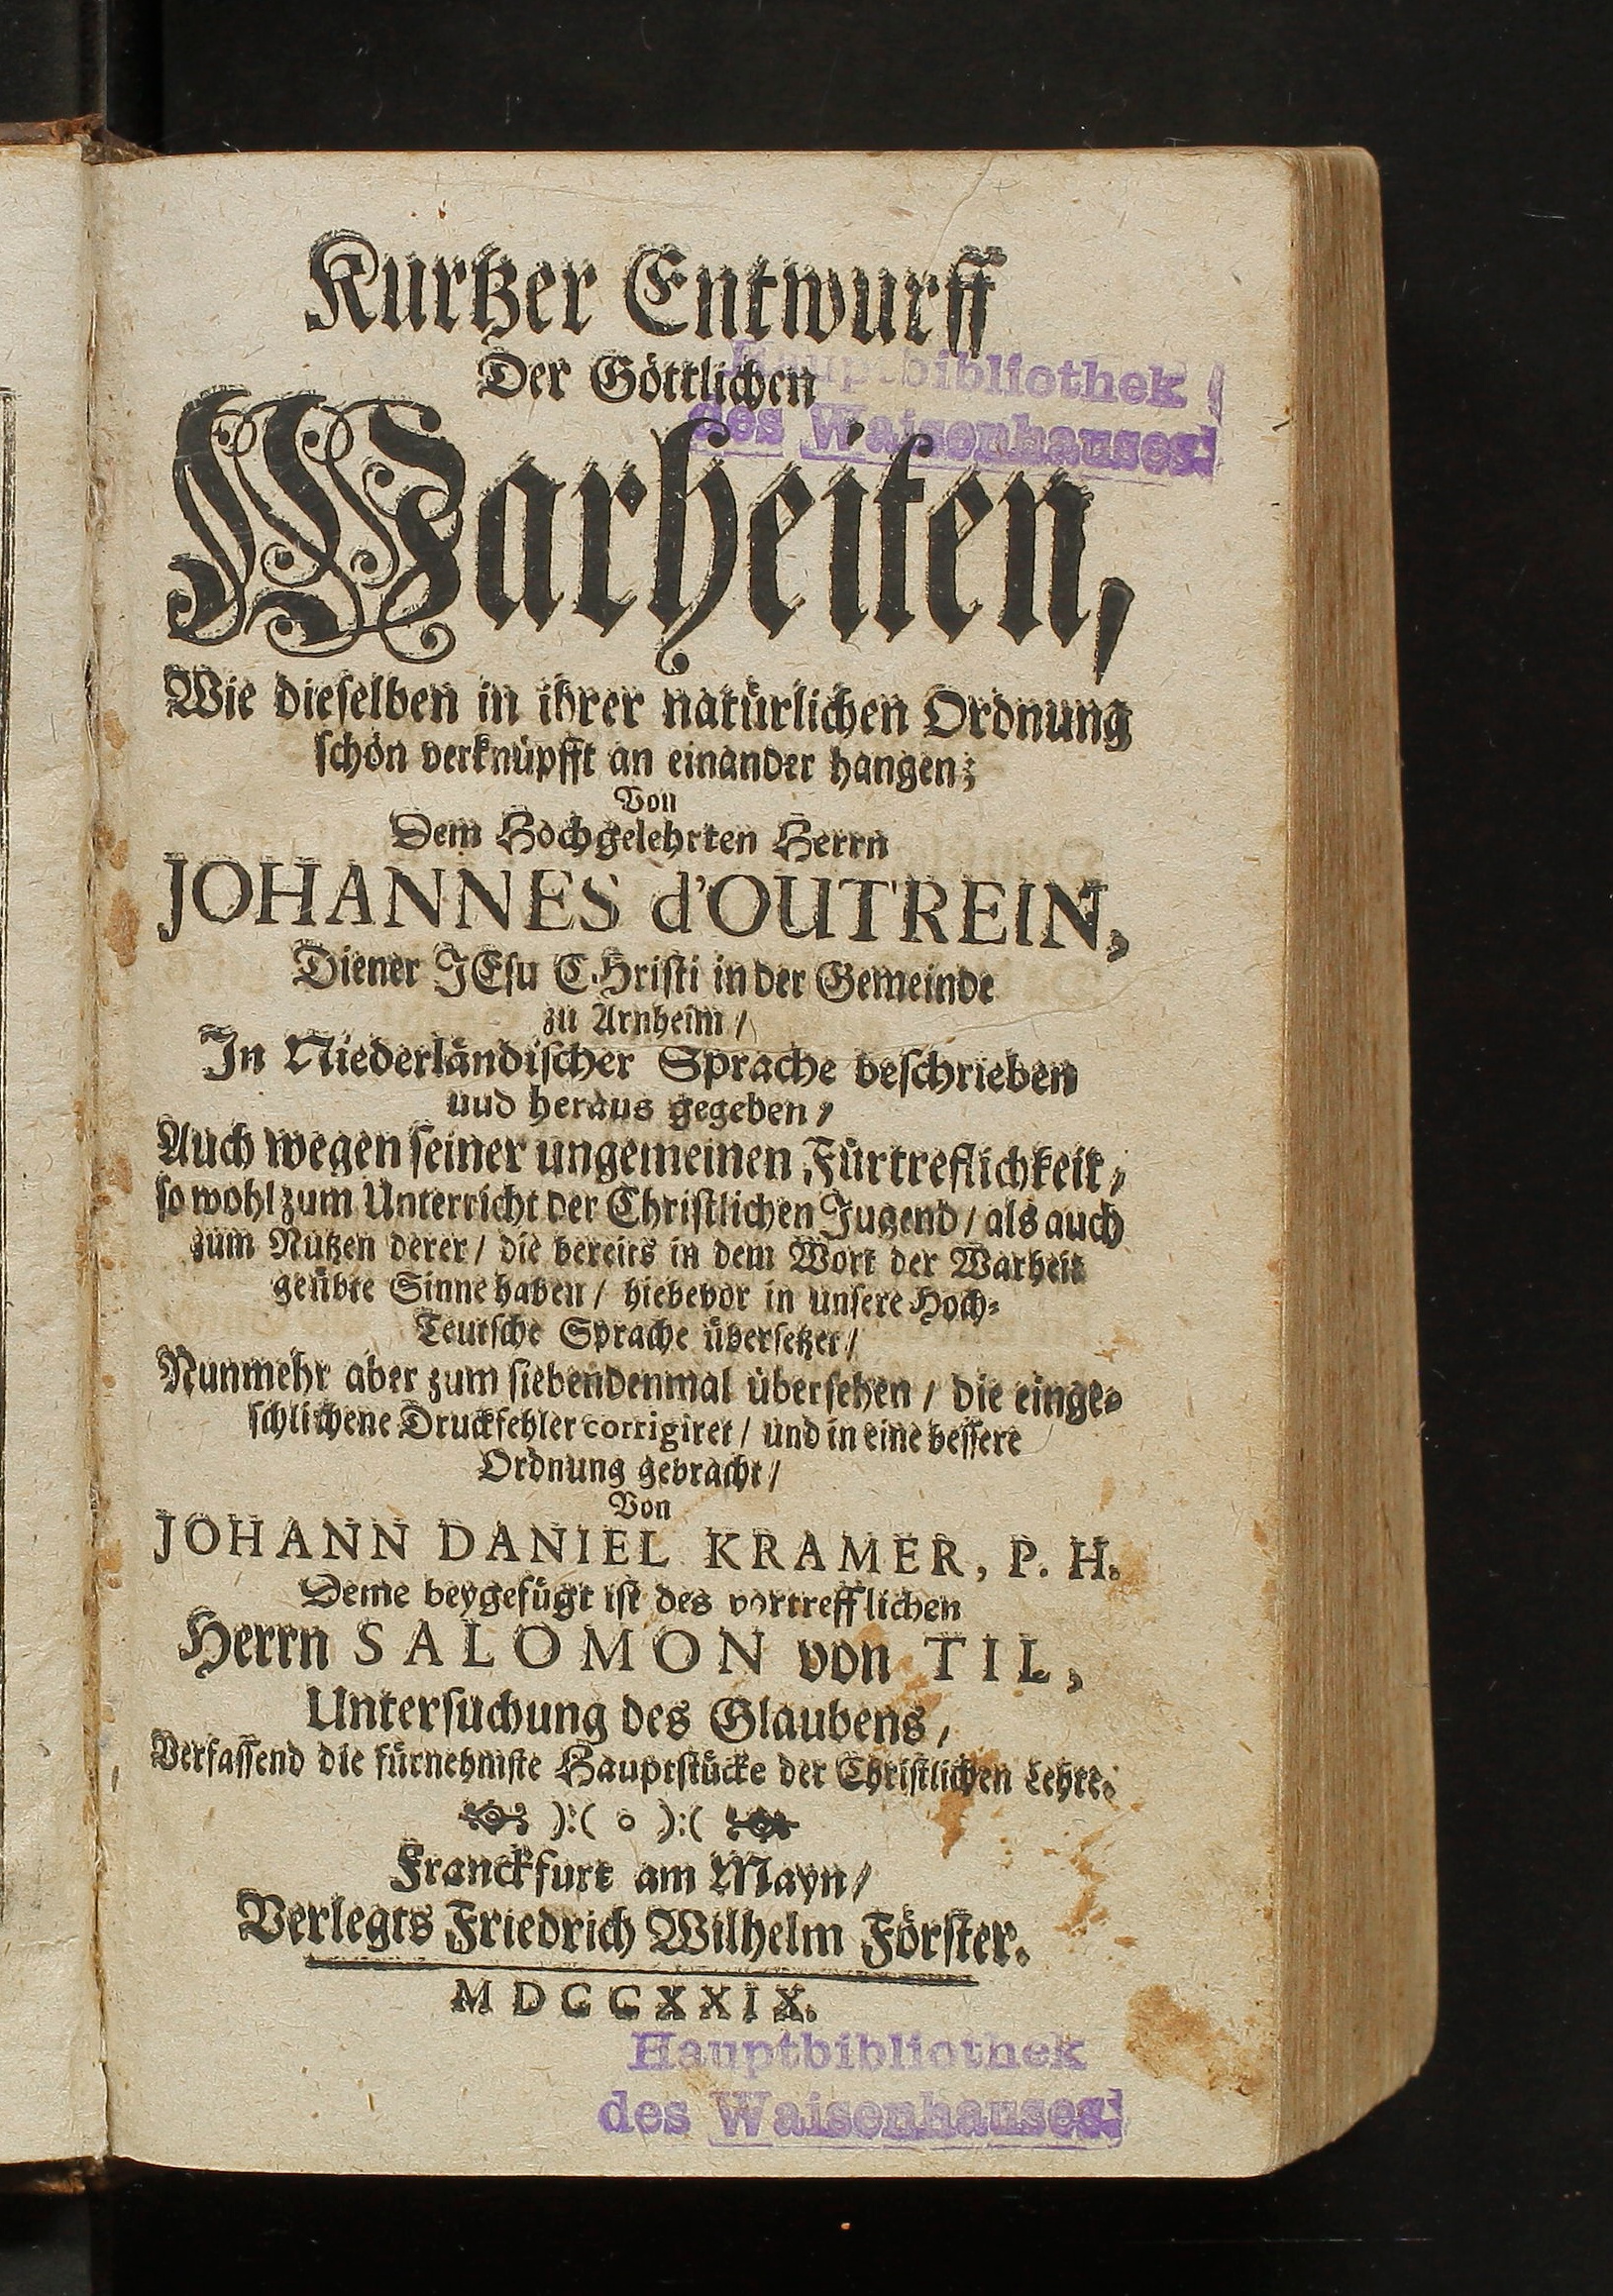 Kurtzer Entwurff
Der Göttlichen
Hauptbibliothek
des Waisenhauses
Warheiten,
Wie dieselben in ihrer natürlichen Ordnung
schön verknüpfft an einander hangen;
Von
Dem Hochgelehrten Herrn
JOHANNES d'OUTREIN,
Diener JEsu CHristi in der Gemeinde
zu Arnheim /
In Niederländischer Sprache beschrieben
uud heraus gegeben /
Auch wegen seiner ungemeinen Fürtreflichkeit /
so wohl zum Unterricht der Christlichen Jugend / als auch
zum Nutzen derer / die bereits in dem Wort der Warheit
geübte Sinne haben / hiebevor in unsere Hoch-
Teutsche Sprache übersetzet /
Nunmehr aber zum siebendenmal übersehen / die einge-
schlichene Druckfehler corrigiret / und in eine bessere
Ordnung gebracht /
Von
JOHANN DANIEL KRAMER, P. H.
Deme beygefügt ist des vortrefflichen
Herrn SALOMON von TIL,
Untersuchung des Glaubens /
Verfassend die fürnehmste Hauptstücke der Christlichen Lehre.
):( o ):(
Franckfurt am Mayn /
Verlegts Friedrich Wilhelm Förster.
MDCCXXIX.
Hauptbibliothek
des Waisenhauses